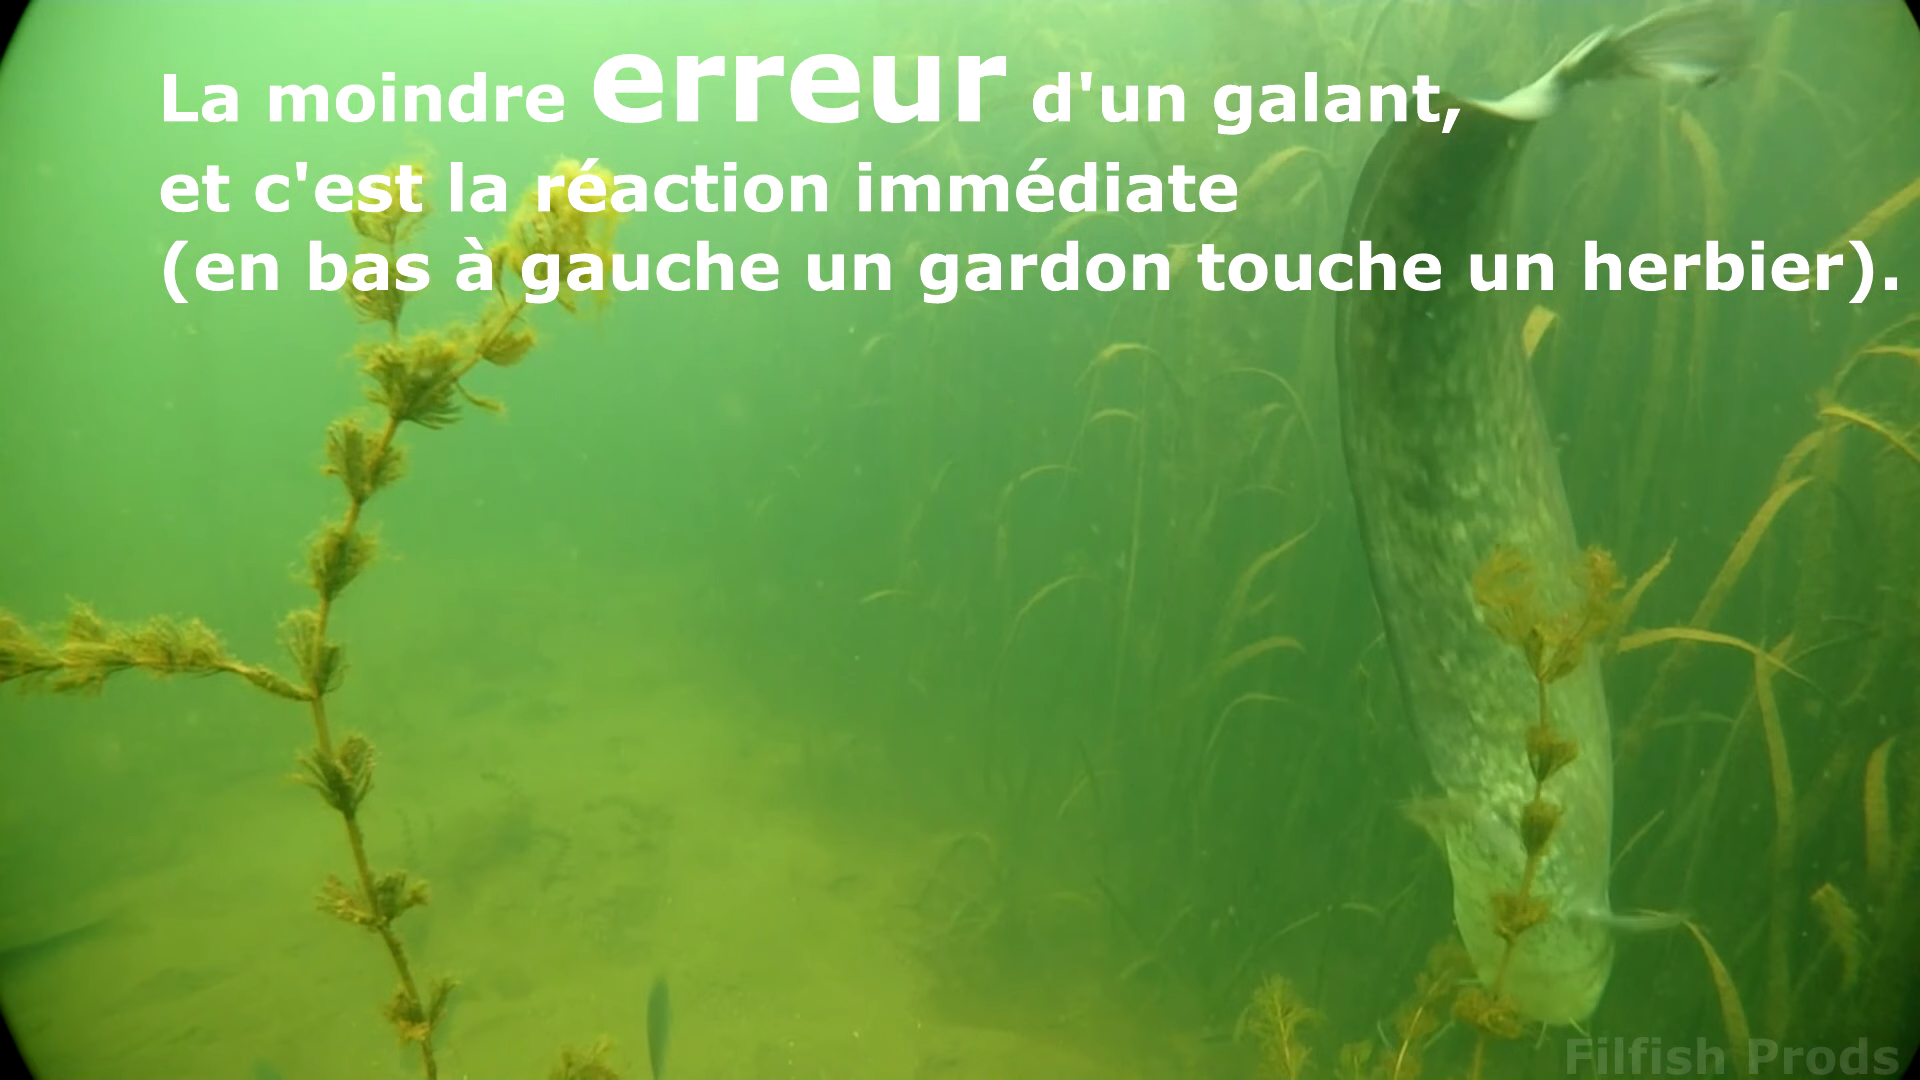 La moindre erreur d'un galant,
et c'est la réaction immédiate
(en bas à gauche un gardon touche un herbier).
Filfish Prods